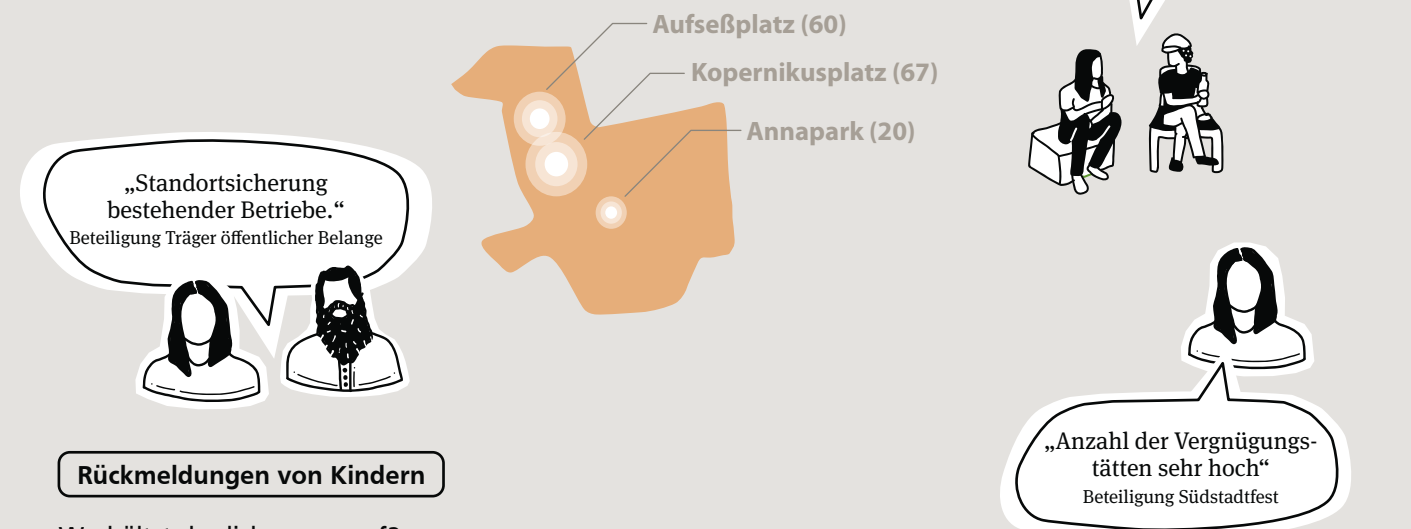 Aufseßplatz (60)
Kopernikusplatz (67)
Annapark (20)
„Standortsicherung
bestehender Betriebe.“
Beteiligung Träger öffentlicher Belange
„Anzahl der Vergnügungs-
tätten sehr hoch“
Beteiligung Südstadtfest
Rückmeldungen von Kindern